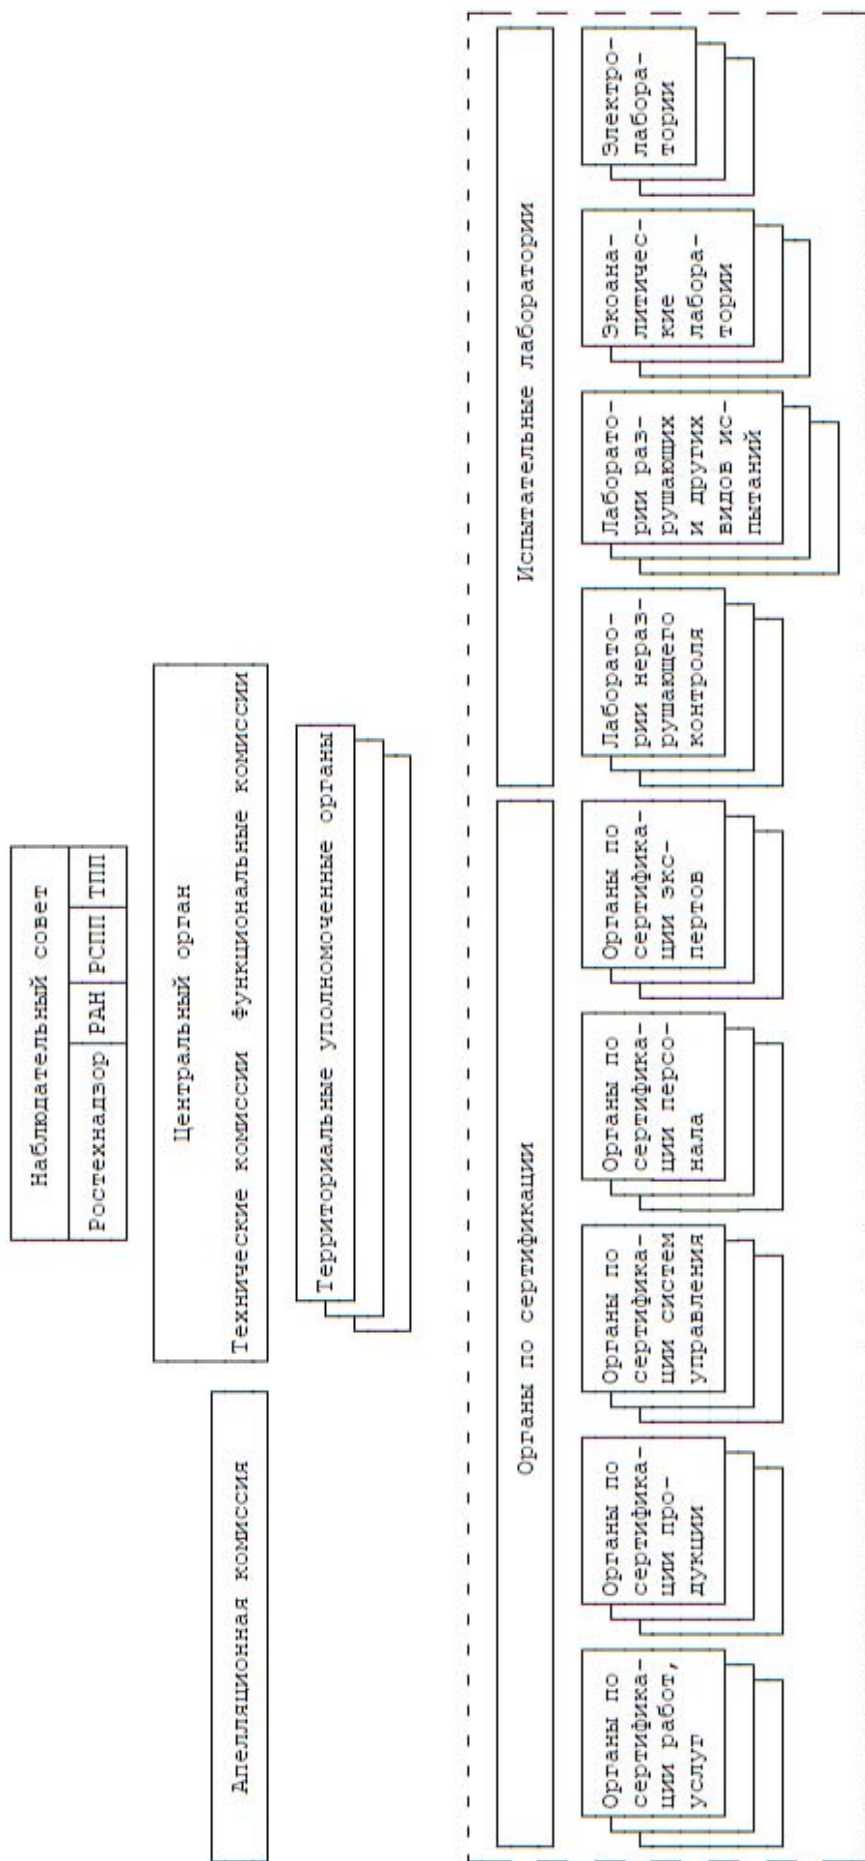 Наблюдательный совет
Ростехнадзор РАН РСПП ТПП
Апелляционная комиссия
Центральный орган
Технические комиссии Функциональные комиссии
Территориальные уполномоченные органы
Органы по сертификации
Испытательные лаборатории
Органы по
сертифика-
ции работ,
услуг
Органы по
сертифика-
ции про-
дукции
Органы по
сертифика-
ции систем
управления
Органы по
сертифика-
ции персо-
нала
Органы по
сертифика-
ции экс-
пертов
Лаборато-
рии нераз-
рушающего
контроля
Лаборато-
рии раз-
рушающих
и других
видов ис-
пытаний
Экоана-
литичес-
кие
лабора-
тории
Электро-
лабора-
тории